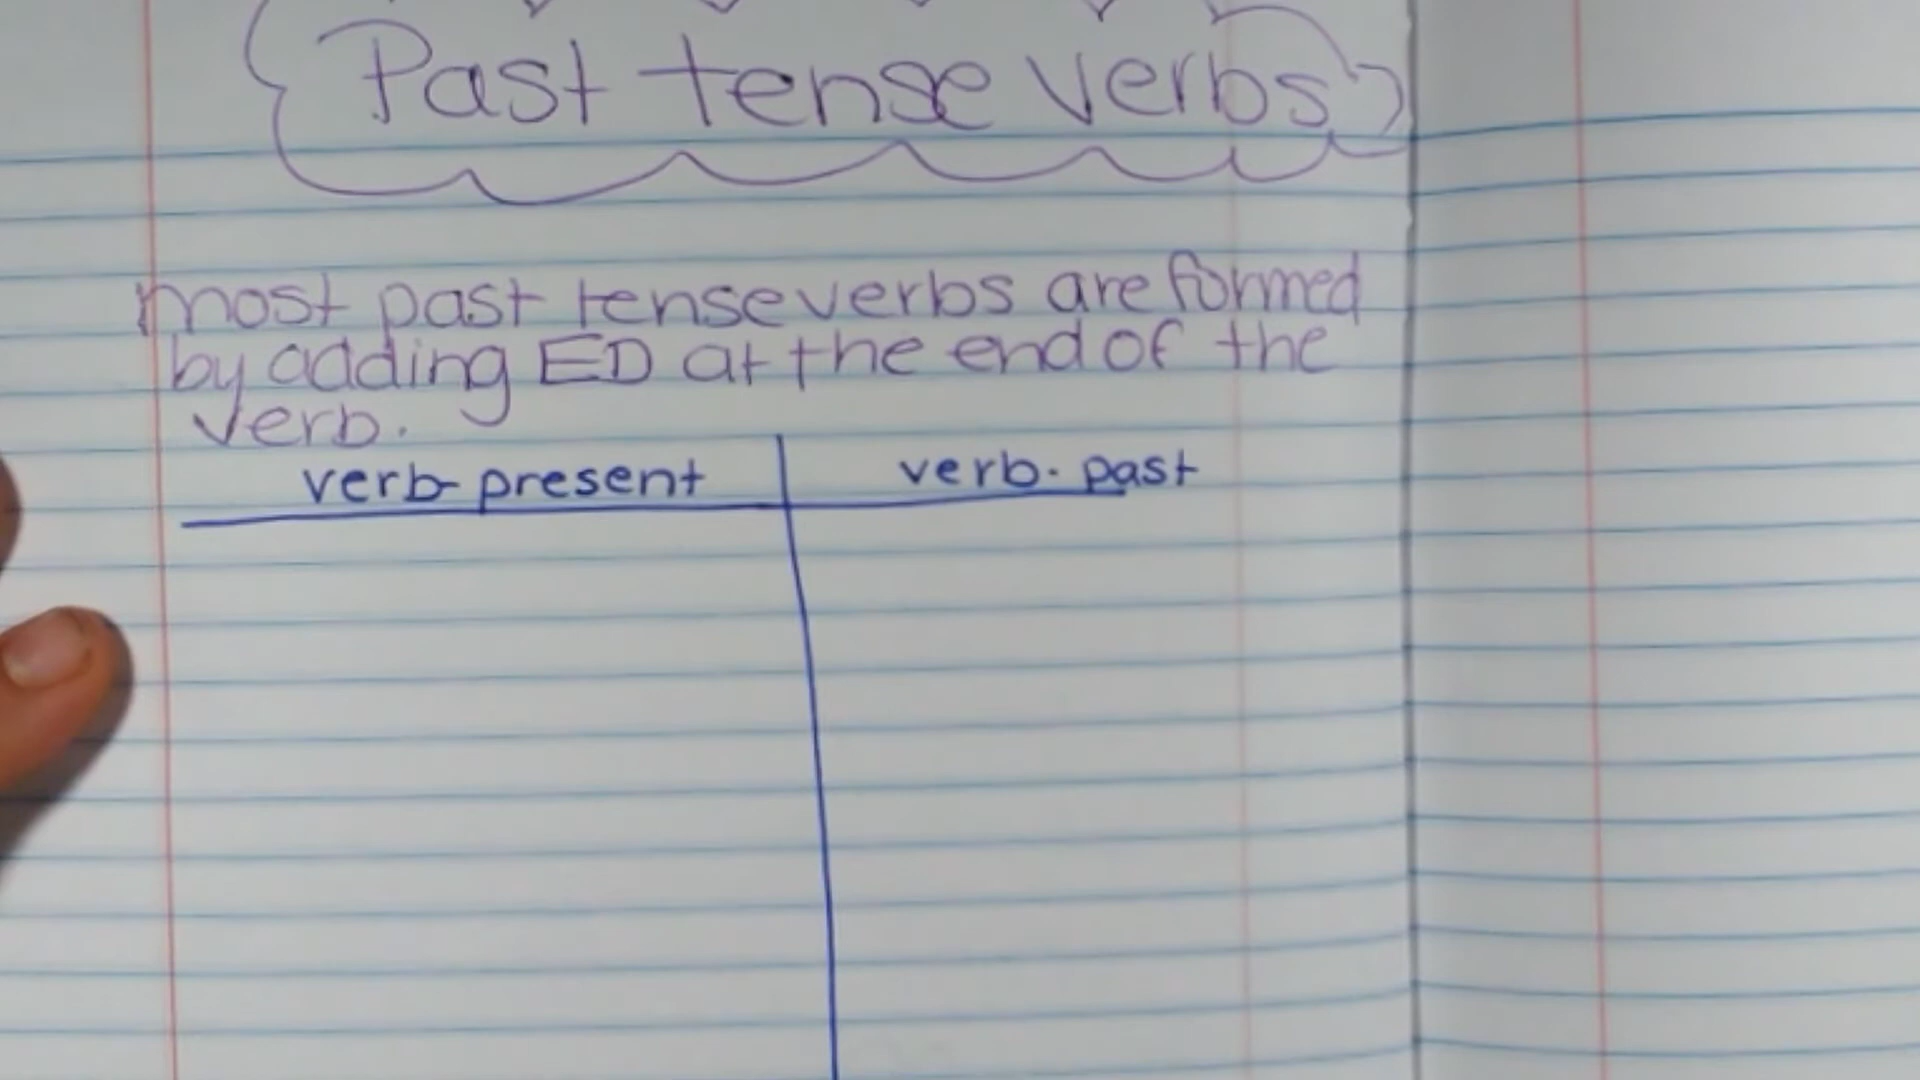 Past tense verbs
most past tense verbs are formed
by adding ED at the end of the
verb.
verb-present
verb. past